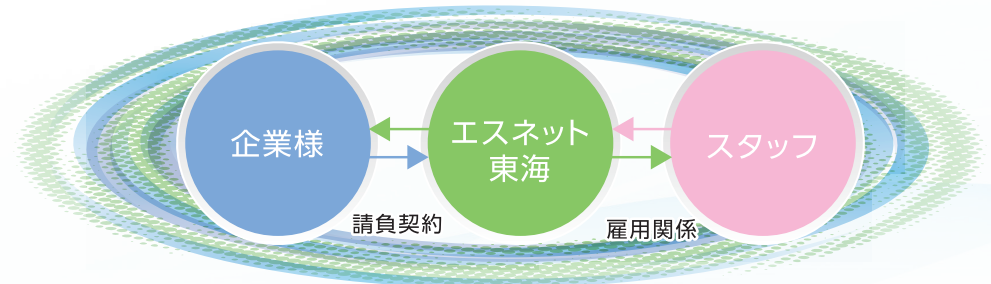 企業様
エスネット
東海
スタッフ
請負契約
雇用関係